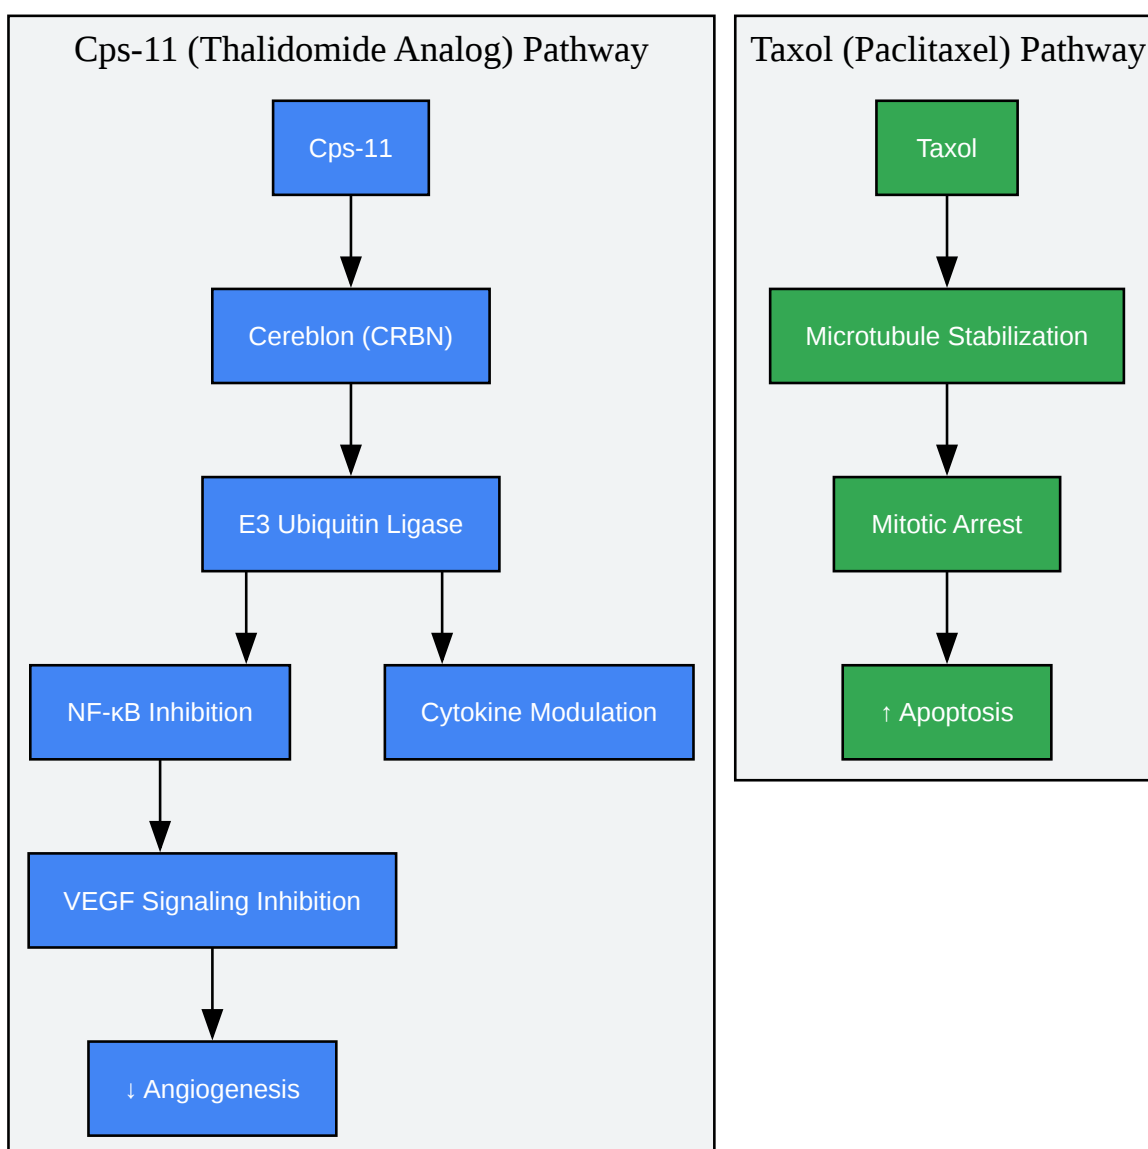 Cps-11 (Thalidomide Analog) Pathway
Cps-11
Cereblon (CRBN)
E3 Ubiquitin Ligase
NF-κB Inhibition
Cytokine Modulation
VEGF Signaling Inhibition
↓ Angiogenesis
Taxol (Paclitaxel) Pathway
Taxol
Microtubule Stabilization
Mitotic Arrest
↑ Apoptosis